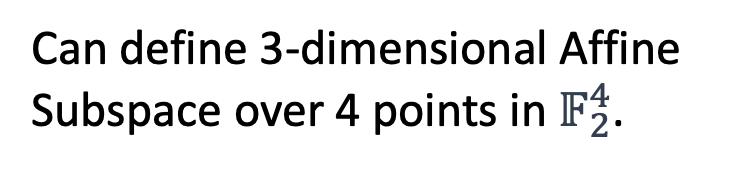 Can define 3-dimensional Affine
Subspace over 4 points in 𝔽₂⁴.